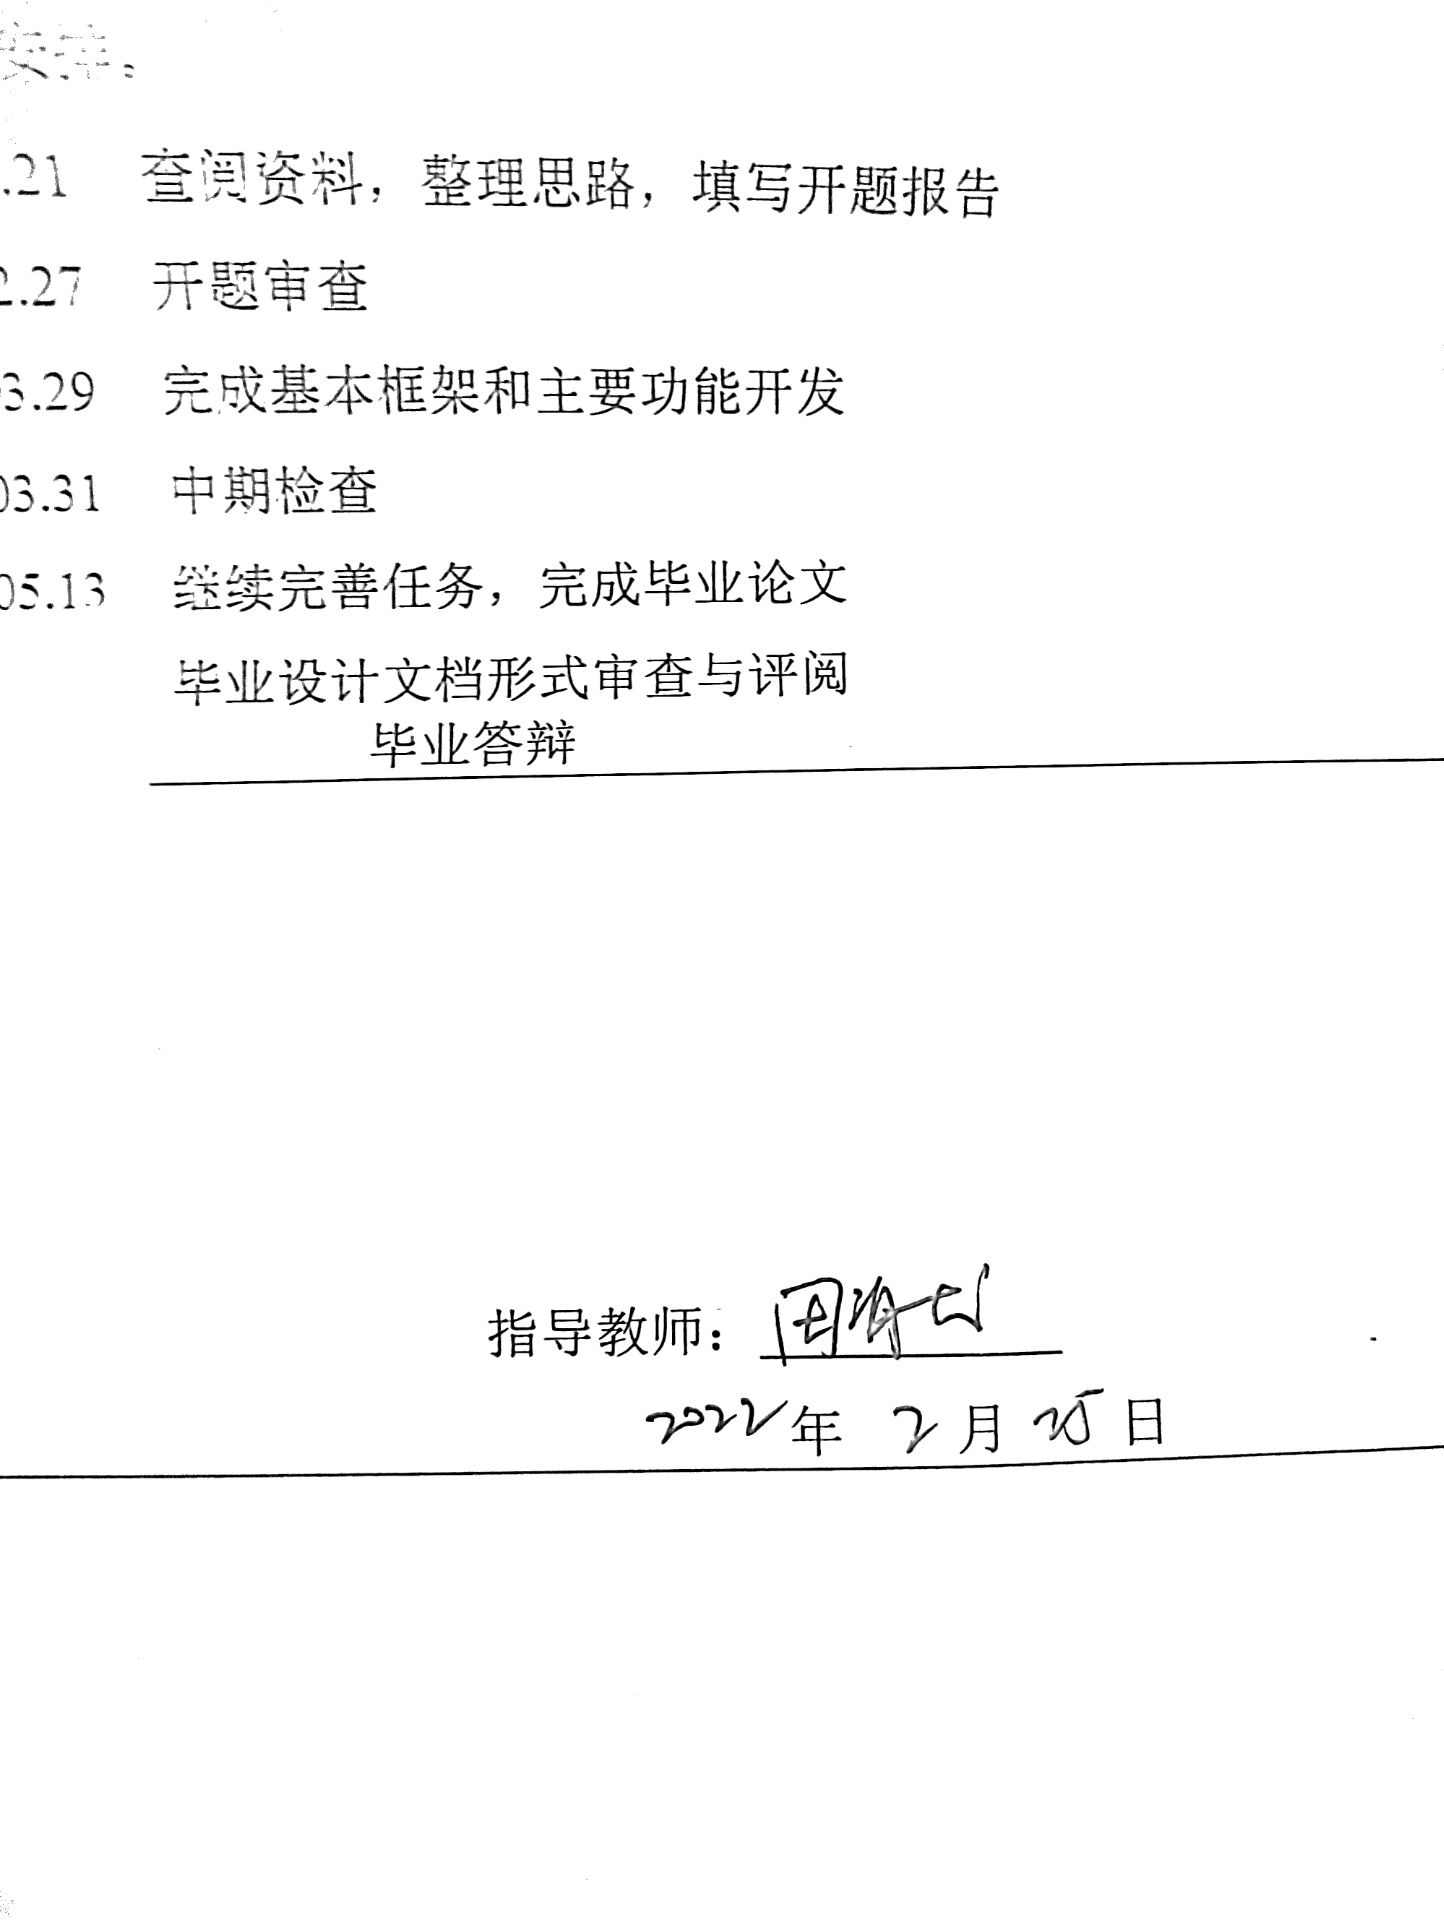 安排：
.21 查阅资料，整理思路，填写开题报告
2.27 开题审查
03.29 完成基本框架和主要功能开发
03.31 中期检查
05.13 继续完善任务，完成毕业论文
毕业设计文档形式审查与评阅
毕业答辩
指导教师：
2022年 2月 25日